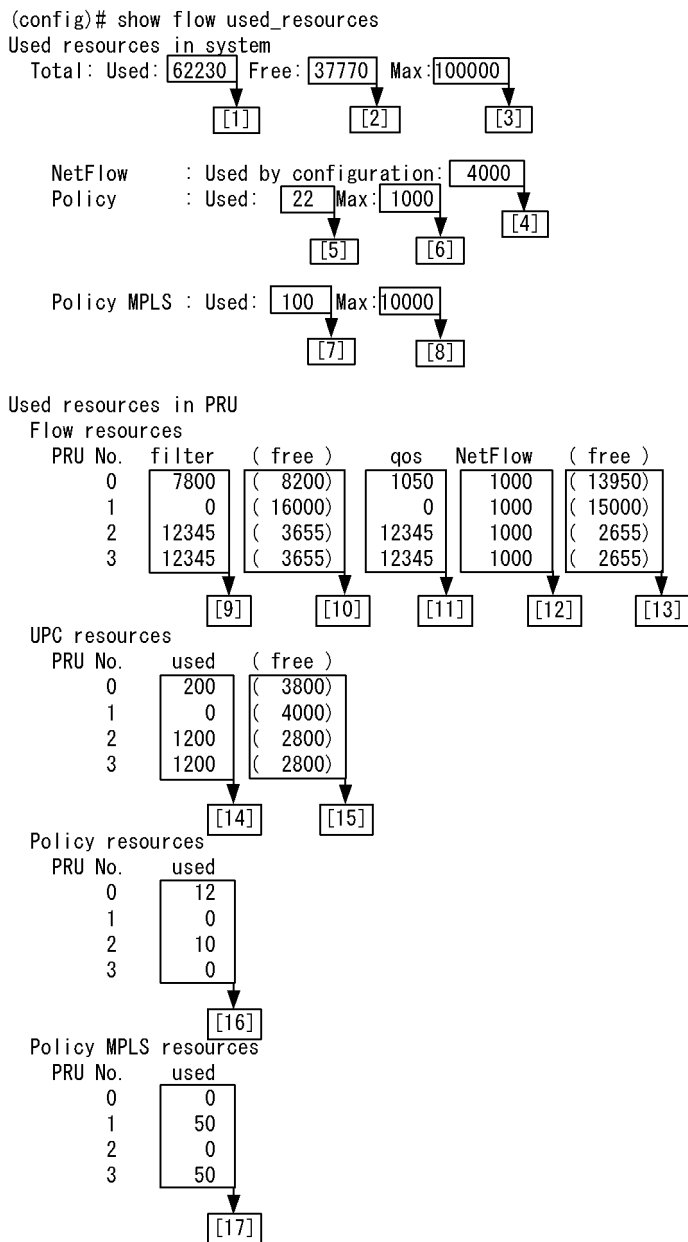 (config)# show flow used_resources
Used resources in system
Total: Used: 62230 Free: 37770 Max:100000
[1] [2] [3]
NetFlow : Used by configuration: 4000
Policy : Used: 22 Max: 1000
[4]
[5] [6]
Policy MPLS : Used: 100 Max:10000
[7] [8]
Used resources in PRU
Flow resources
PRU No. filter ( free ) qos NetFlow ( free )
0 7800 ( 8200) 1050 1000 ( 13950)
1 0 ( 16000) 0 1000 ( 15000)
2 12345 ( 3655) 12345 1000 ( 2655)
3 12345 ( 3655) 12345 1000 ( 2655)
[9] [10] [11] [12] [13]
UPC resources
PRU No. used ( free )
0 200 ( 3800)
1 0 ( 4000)
2 1200 ( 2800)
3 1200 ( 2800)
[14] [15]
Policy resources
PRU No. used
0 12
1 0
2 10
3 0
[16]
Policy MPLS resources
PRU No. used
0 0
1 50
2 0
3 50
[17]